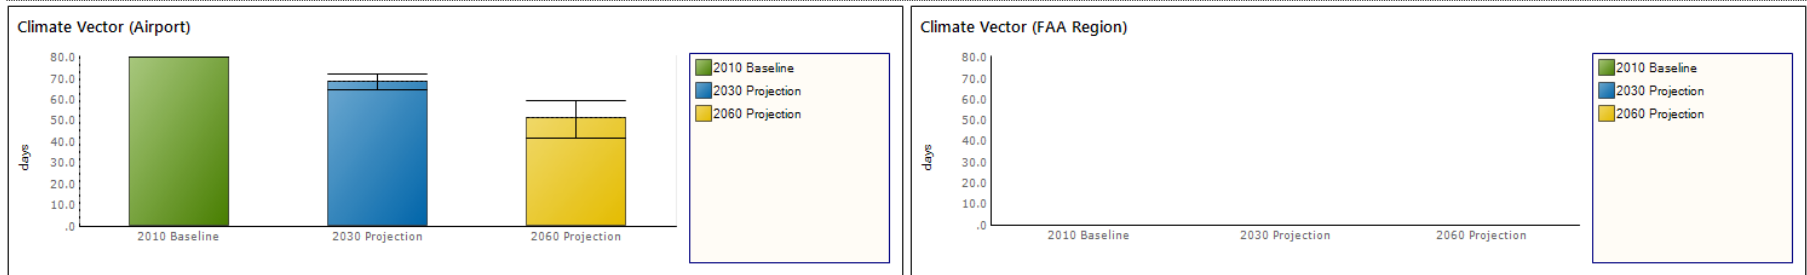 Climate Vector (Airport)
80.0
70.0
60.0
50.0
40.0
30.0
20.0
10.0
.0
days
2010 Baseline
2030 Projection
2060 Projection
2010 Baseline
2030 Projection
2060 Projection
Climate Vector (FAA Region)
80.0
70.0
60.0
50.0
40.0
30.0
20.0
10.0
.0
days
2010 Baseline
2030 Projection
2060 Projection
2010 Baseline
2030 Projection
2060 Projection